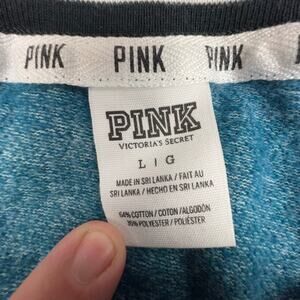 PINK PINK PINK PINK
PINK
VICTORIA'S SECRET
L | G
MADE IN
SRI LANKA / FAIT AU
SRI LANKA / HECHO EN SRI LANKA
64% COTTON / COTON / ALGODÓN
36% POLYESTER / POLIÉSTER